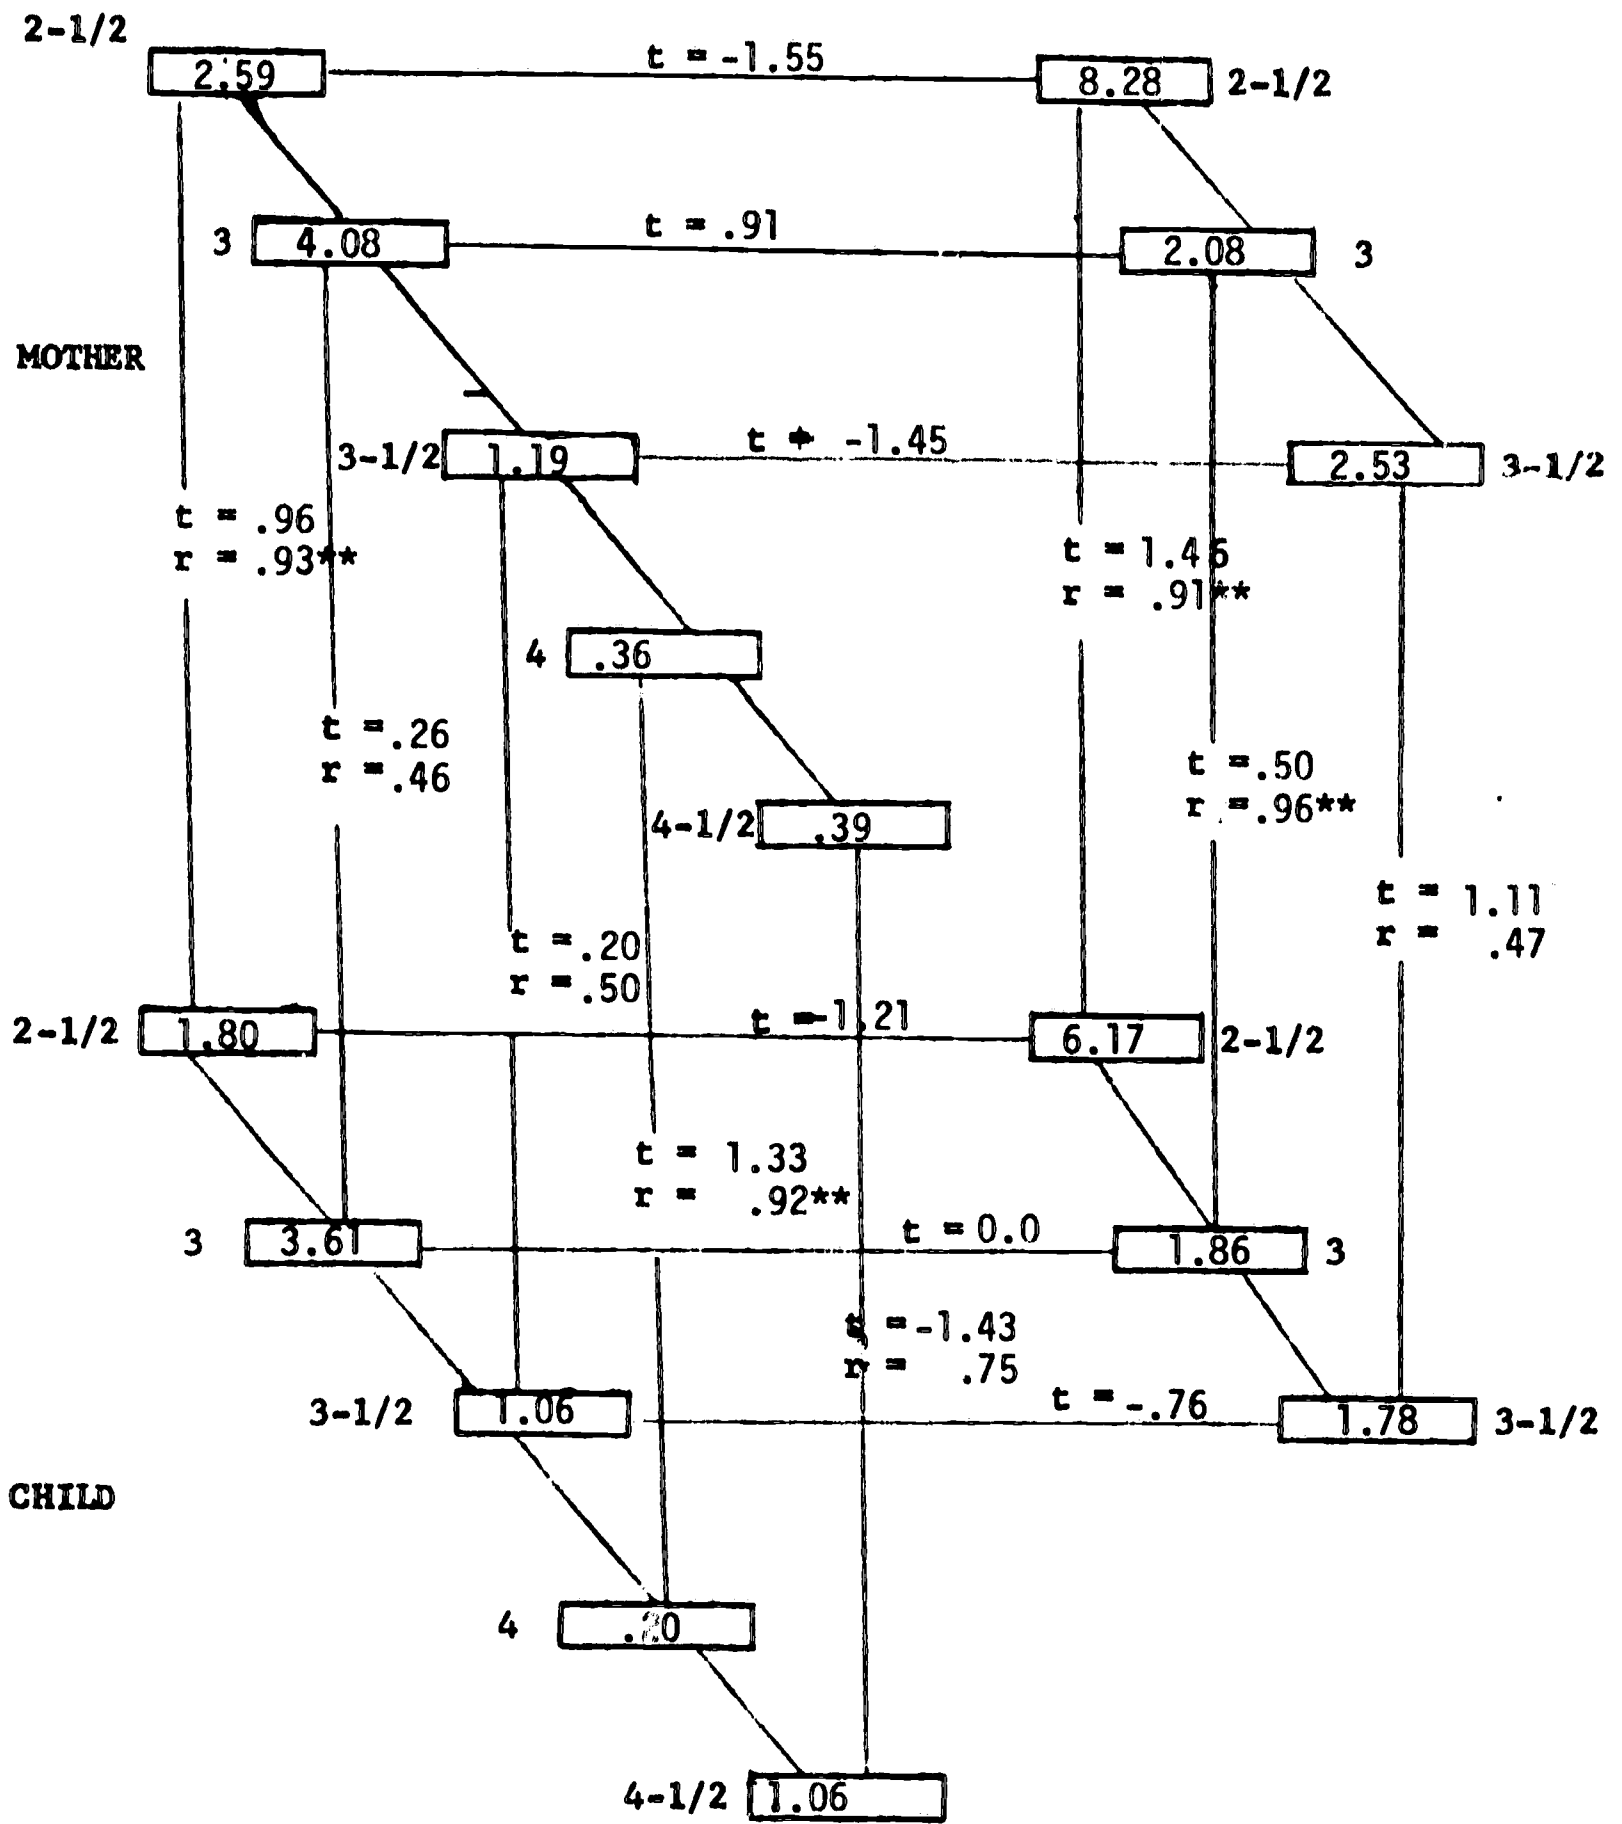 2-1/2
2.59
t = -1.55
8.28
2-1/2
3
4.08
t = .91
2.08
3
MOTHER
3-1/2
1.19
t = -1.45
2.53
3-1/2
t = .96
r = .93**
t = 1.46
r = .91**
4
.36
t = .26
r = .46
t = .50
r = .96**
4-1/2
.39
t = 1.11
r = .47
t = .20
r = .50
2-1/2
1.80
t = -1.21
6.17
2-1/2
t = 1.33
r = .92**
3
3.61
t = 0.0
1.86
3
t = -1.43
r = .75
3-1/2
1.06
t = -.76
1.78
3-1/2
CHILD
4
.20
4-1/2
1.06